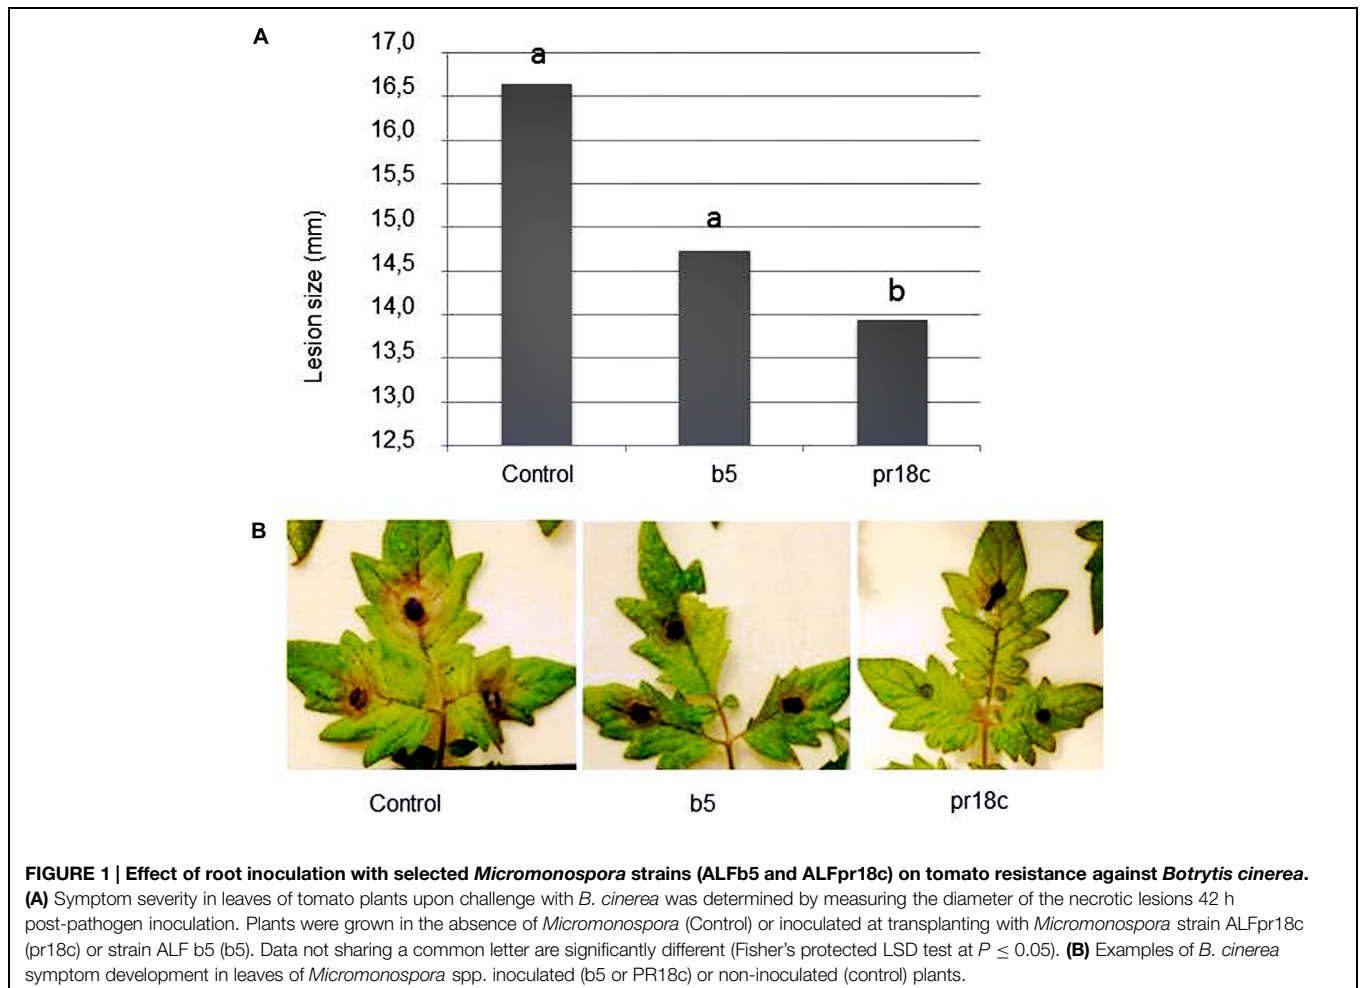 A
17,0
16,5
16,0
15,5
15,0
14,5
14,0
13,5
13,0
12,5
Lesion size (mm)
a
a
b
Control b5 pr18c
B
Control b5 pr18c
FIGURE 1 | Effect of root inoculation with selected Micromonospora strains (ALFb5 and ALFpr18c) on tomato resistance against Botrytis cinerea.
(A) Symptom severity in leaves of tomato plants upon challenge with B. cinerea was determined by measuring the diameter of the necrotic lesions 42 h
post-pathogen inoculation. Plants were grown in the absence of Micromonospora (Control) or inoculated at transplanting with Micromonospora strain ALFpr18c
(pr18c) or strain ALF b5 (b5). Data not sharing a common letter are significantly different (Fisher's protected LSD test at P ≤ 0.05). (B) Examples of B. cinerea
symptom development in leaves of Micromonospora spp. inoculated (b5 or PR18c) or non-inoculated (control) plants.